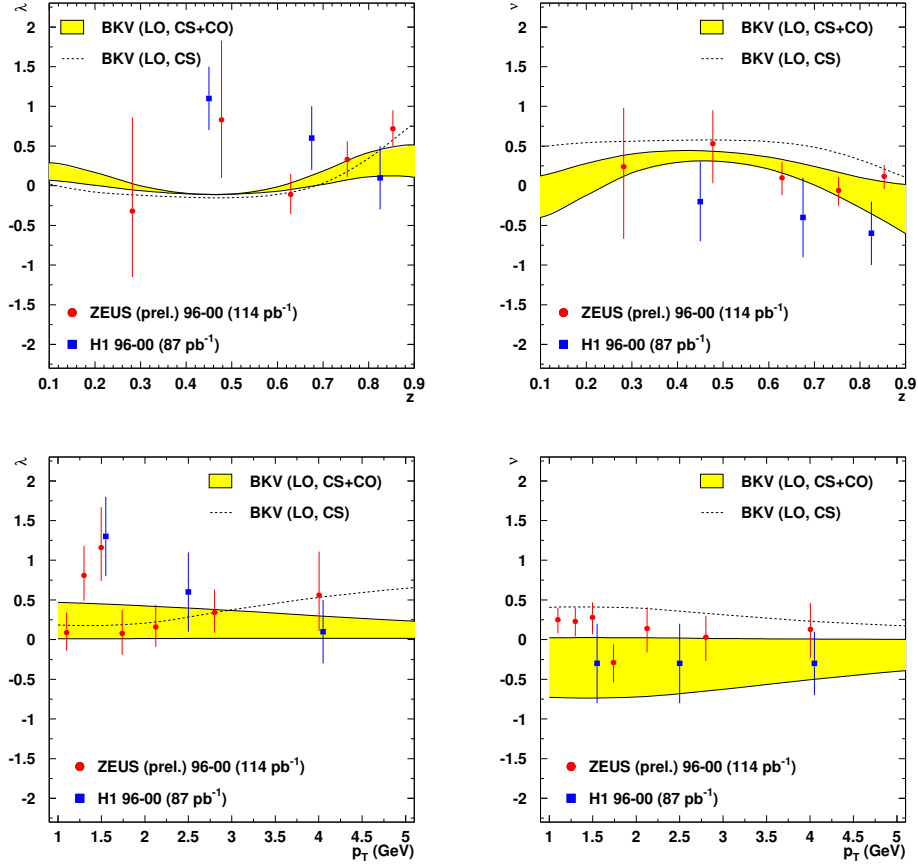 λ
BKV (LO, CS+CO)
BKV (LO, CS)
2
1.5
1
0.5
0
-0.5
-1
-1.5
-2
ZEUS (prel.) 96-00 (114 pb⁻¹)
H1 96-00 (87 pb⁻¹)
0.1 0.2 0.3 0.4 0.5 0.6 0.7 0.8 0.9
z
ν
BKV (LO, CS+CO)
BKV (LO, CS)
2
1.5
1
0.5
0
-0.5
-1
-1.5
-2
ZEUS (prel.) 96-00 (114 pb⁻¹)
H1 96-00 (87 pb⁻¹)
0.1 0.2 0.3 0.4 0.5 0.6 0.7 0.8 0.9
z
λ
BKV (LO, CS+CO)
BKV (LO, CS)
2
1.5
1
0.5
0
-0.5
-1
-1.5
-2
ZEUS (prel.) 96-00 (114 pb⁻¹)
H1 96-00 (87 pb⁻¹)
1 1.5 2 2.5 3 3.5 4 4.5 5
p_T (GeV)
ν
BKV (LO, CS+CO)
BKV (LO, CS)
2
1.5
1
0.5
0
-0.5
-1
-1.5
-2
ZEUS (prel.) 96-00 (114 pb⁻¹)
H1 96-00 (87 pb⁻¹)
1 1.5 2 2.5 3 3.5 4 4.5 5
p_T (GeV)